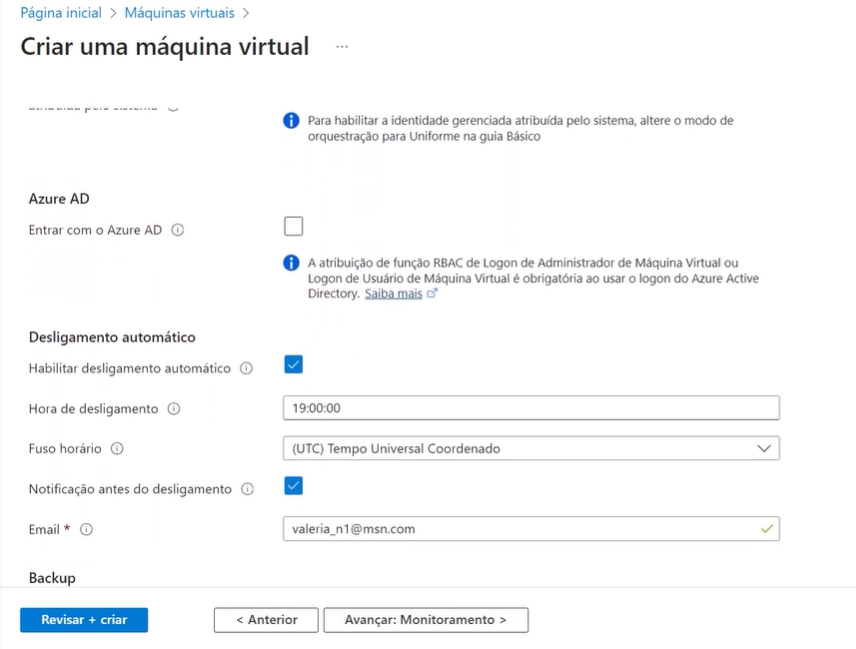 Página inicial > Máquinas virtuais >
Criar uma máquina virtual ...
Para habilitar a identidade gerenciada atribuída pelo sistema, altere o modo de
orquestração para Uniforme na guia Básico
Azure AD
Entrar com o Azure AD
A atribuição de função RBAC de Logon de Administrador de Máquina Virtual ou
Logon de Usuário de Máquina Virtual é obrigatória ao usar o logon do Azure Active
Directory. Saiba mais
Desligamento automático
Habilitar desligamento automático
Hora de desligamento
19:00:00
Fuso horário
(UTC) Tempo Universal Coordenado
Notificação antes do desligamento
Email *
valeria_n1@msn.com
Backup
Revisar + criar
< Anterior
Avançar: Monitoramento >